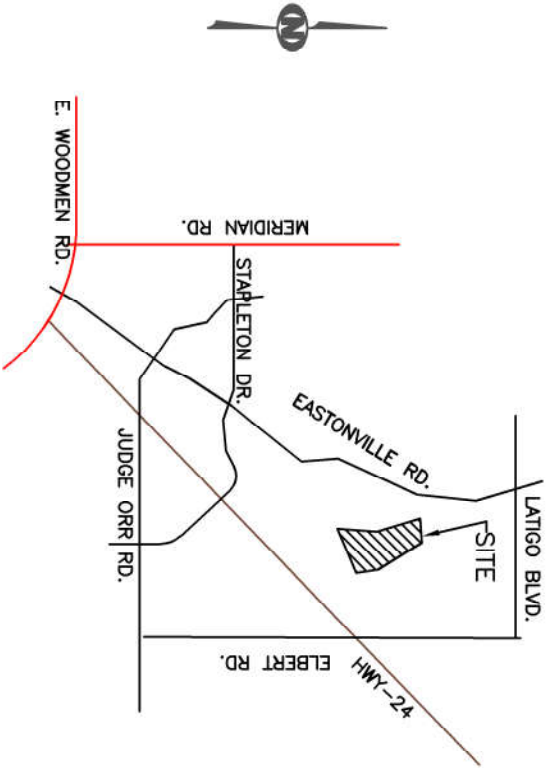 N
E. WOODMEN RD.
MERIDIAN RD.
STAPLETON DR.
EASTONVILLE RD.
LATIGO BLVD.
SITE
JUDGE ORR RD.
ELBERT RD.
HWY-24